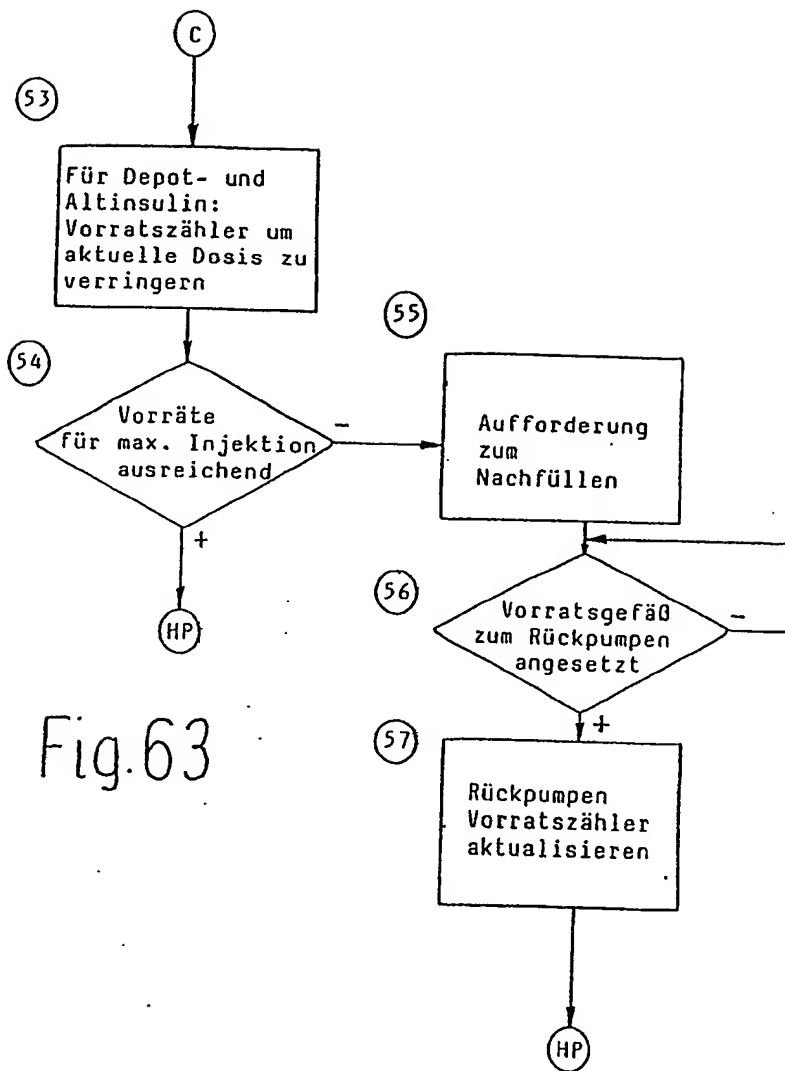 C
53
Für Depot- und
Altinsulin:
Vorratszähler um
aktuelle Dosis zu
verringern
54
Vorräte
für max. Injektion
ausreichend
-
+
HP
55
Aufforderung
zum
Nachfüllen
56
Vorratsgefäß
zum Rückpumpen
angesetzt
-
+
57
Rückpumpen
Vorratszähler
aktualisieren
HP
Fig.63